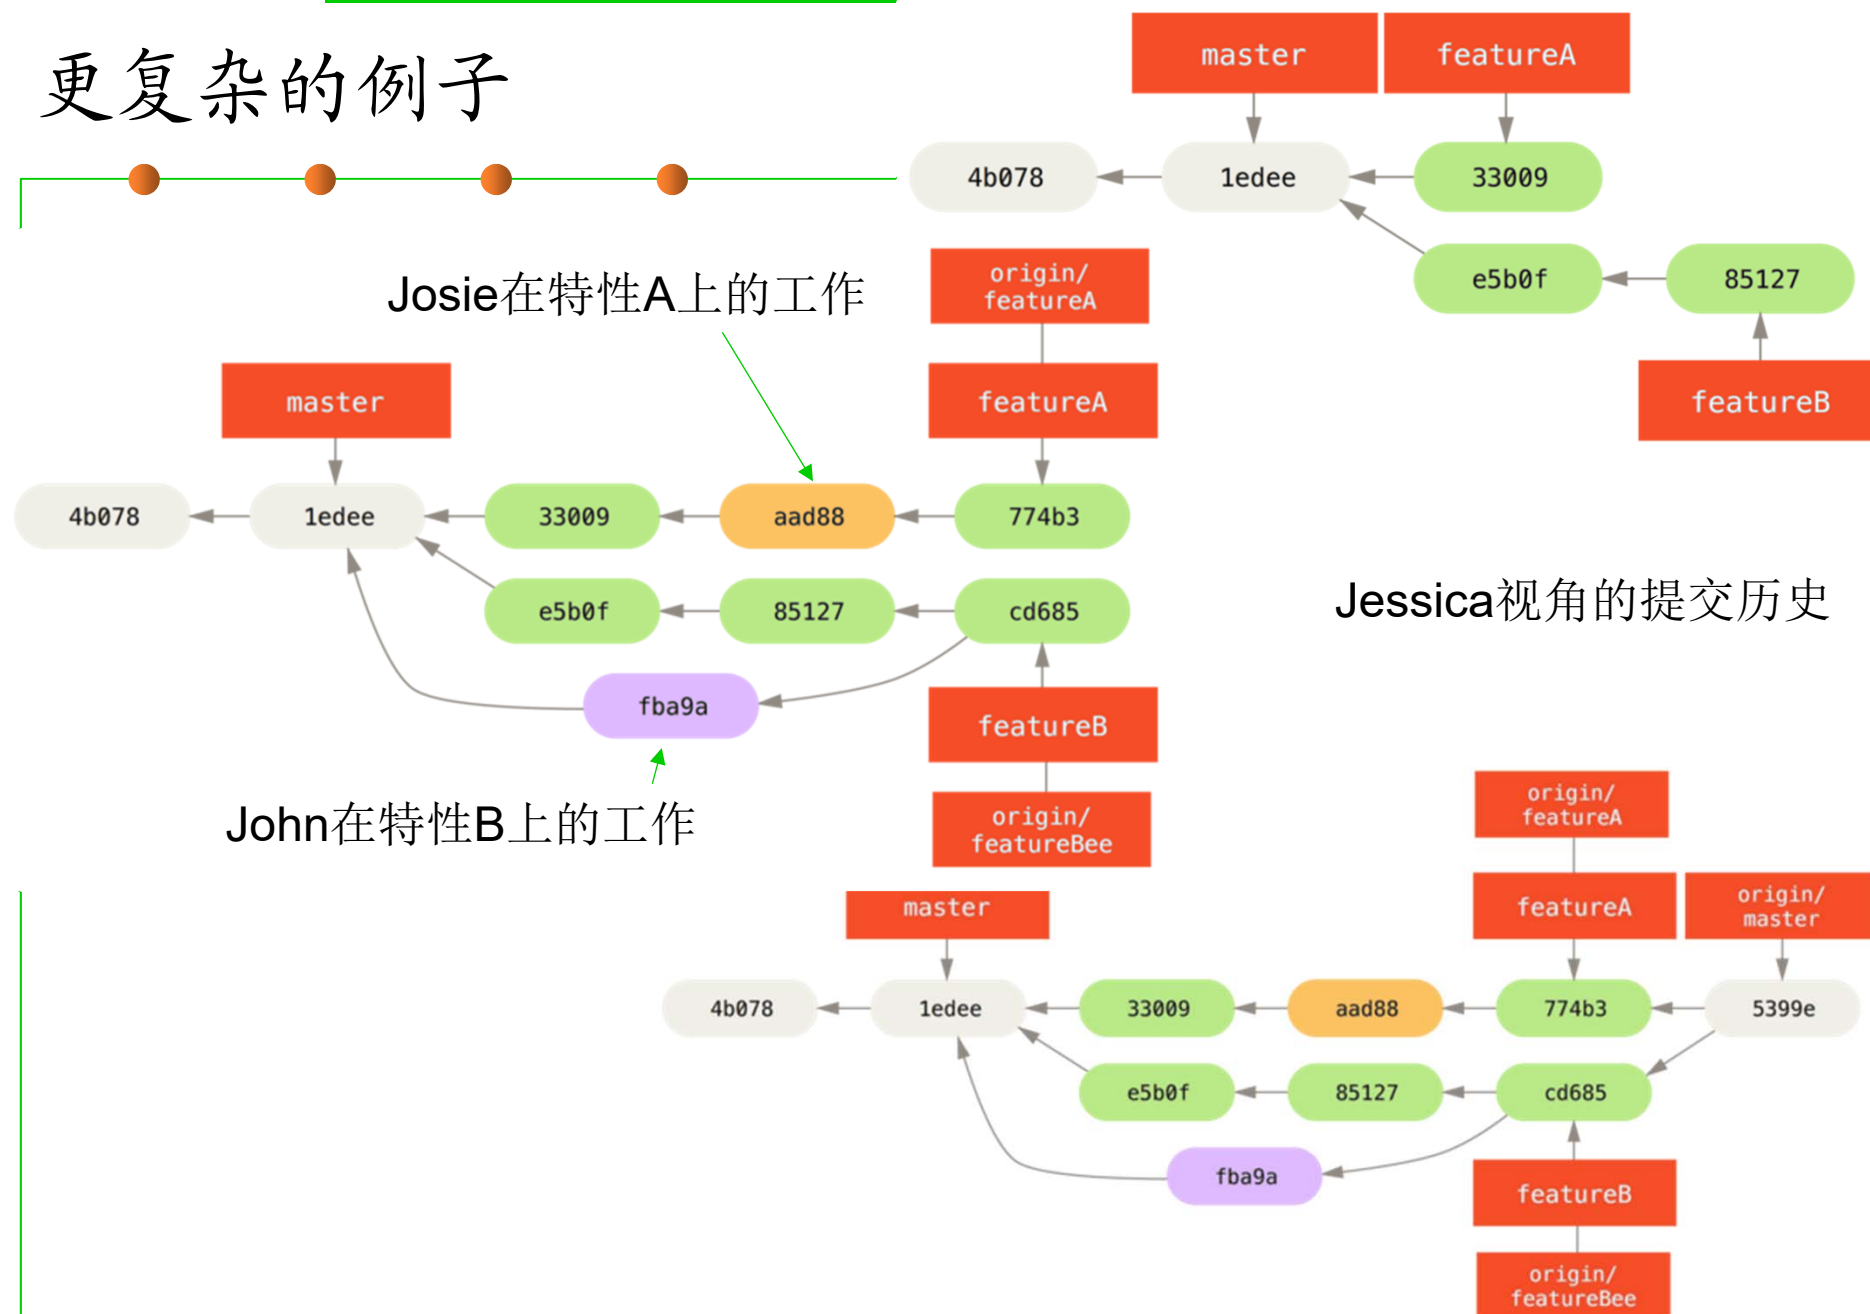 更复杂的例子
master
featureA
4b078
1edee
33009
e5b0f
85127
featureB
Josie在特性A上的工作
origin/
featureA
master
featureA
4b078
1edee
33009
aad88
774b3
e5b0f
85127
cd685
fba9a
featureB
John在特性B上的工作
origin/
featureBee
Jessica视角的提交历史
origin/
featureA
master
featureA
origin/
master
4b078
1edee
33009
aad88
774b3
5399e
e5b0f
85127
cd685
fba9a
featureB
origin/
featureBee